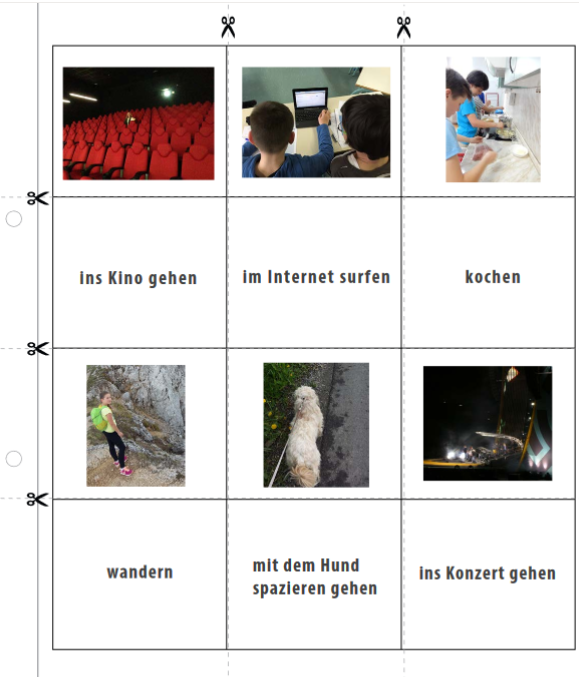 ins Kino gehen
im Internet surfen
kochen
wandern
mit dem Hund
spazieren gehen
ins Konzert gehen